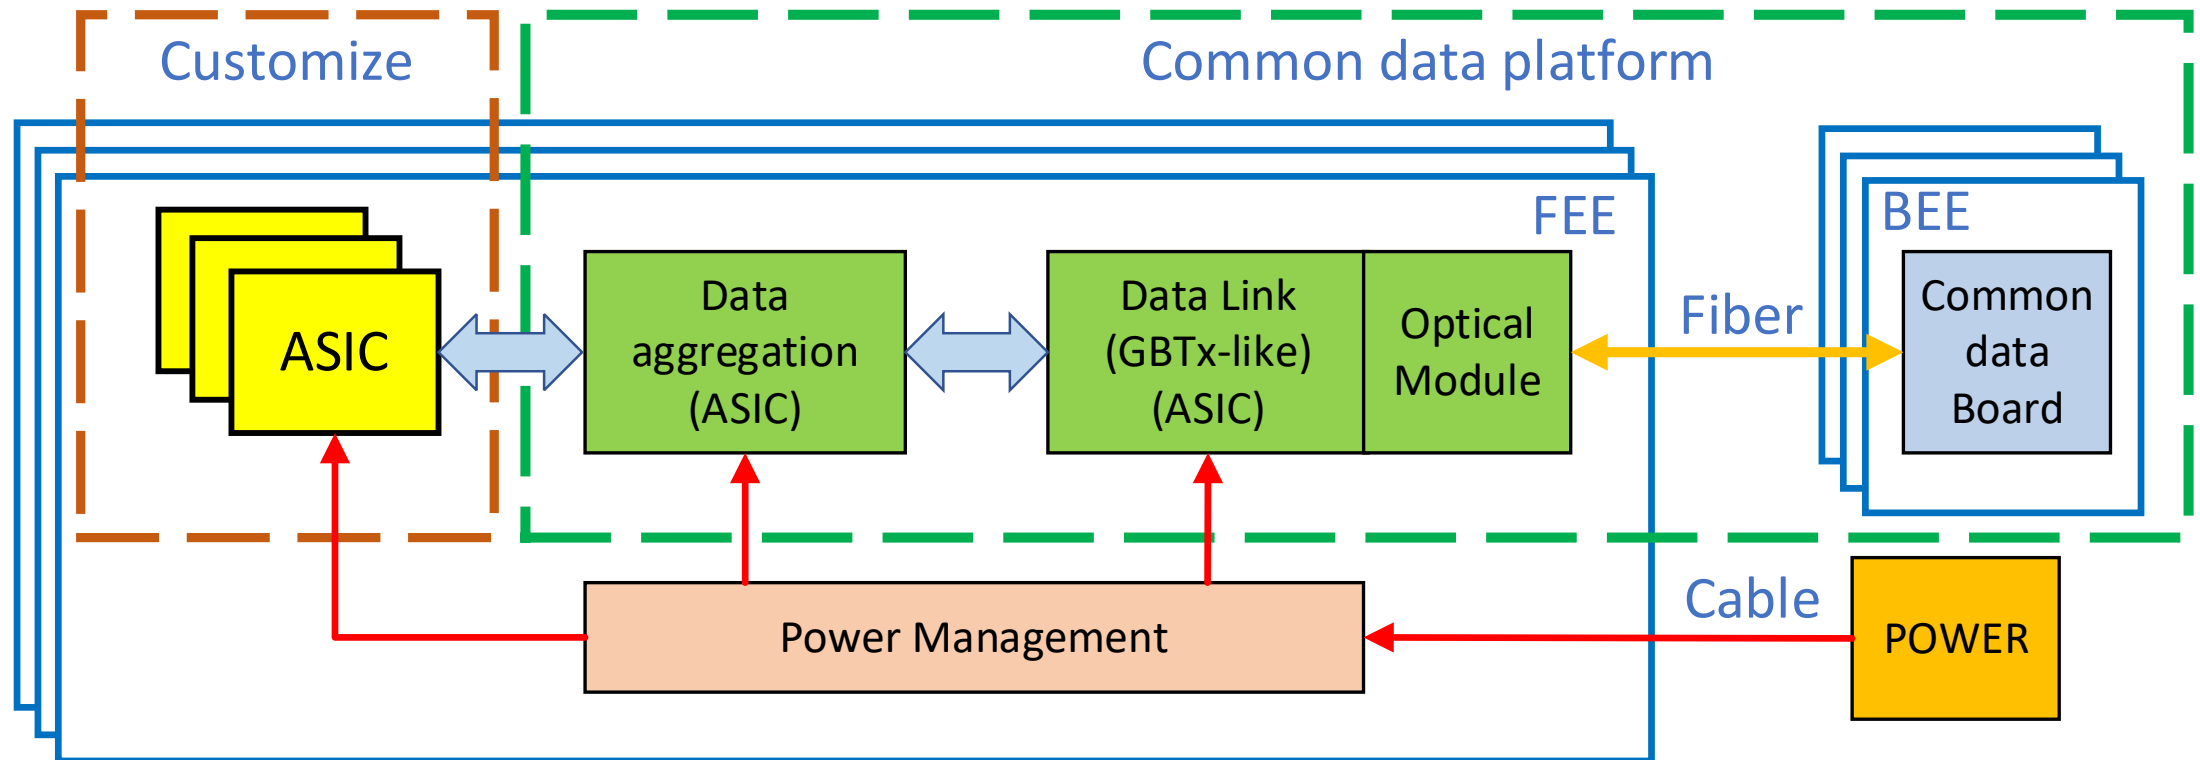 Customize
Common data platform
FEE
BEE
ASIC
Data
aggregation
(ASIC)
Data Link
(GBTx-like)
(ASIC)
Optical
Module
Fiber
Common
data
Board
Power Management
Cable
POWER